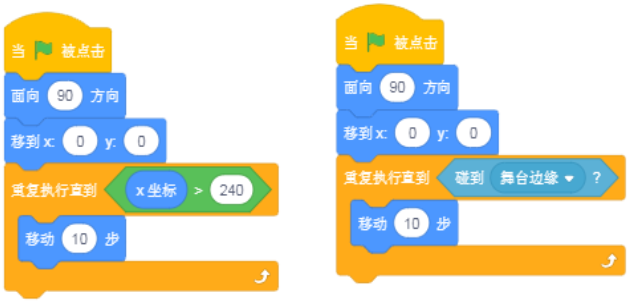 当 被点击
面向 90 方向
移到 x: 0 y: 0
重复执行直到 x 坐标 > 240
移动 10 步
当 被点击
面向 90 方向
移到 x: 0 y: 0
重复执行直到 碰到 舞台边缘 ?
移动 10 步